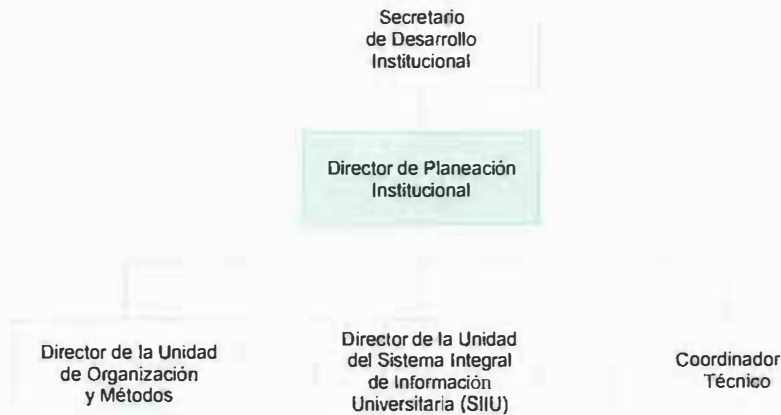 Secretario
de Desarrollo
Institucional
Director de Planeación
Institucional
Director de la Unidad
de Organización
y Métodos
Director de la Unidad
del Sistema Integral
de Información
Universitaria (SIIU)
Coordinador
Técnico